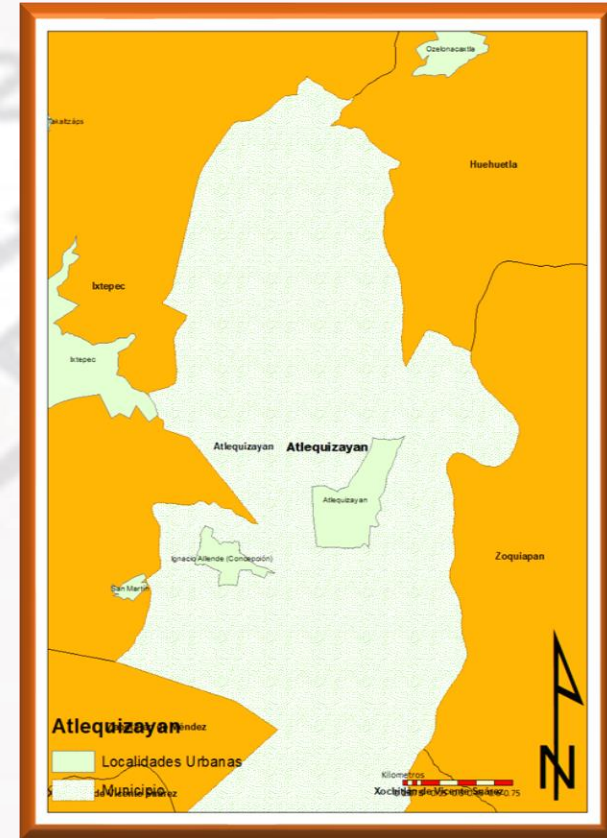 Ozelonacaxtla
Takaltzáps
Huehuetla
Ixtepec
Ixtepec
Atlequizayan Atlequizayan
Atlequizayan
Ignacio Allende (Concepción)
Zoquiapan
San Martín
Atlequizayan
Localidades Urbanas
Municipio
Kilometros
Xochitlán de Vicente Suárez
N